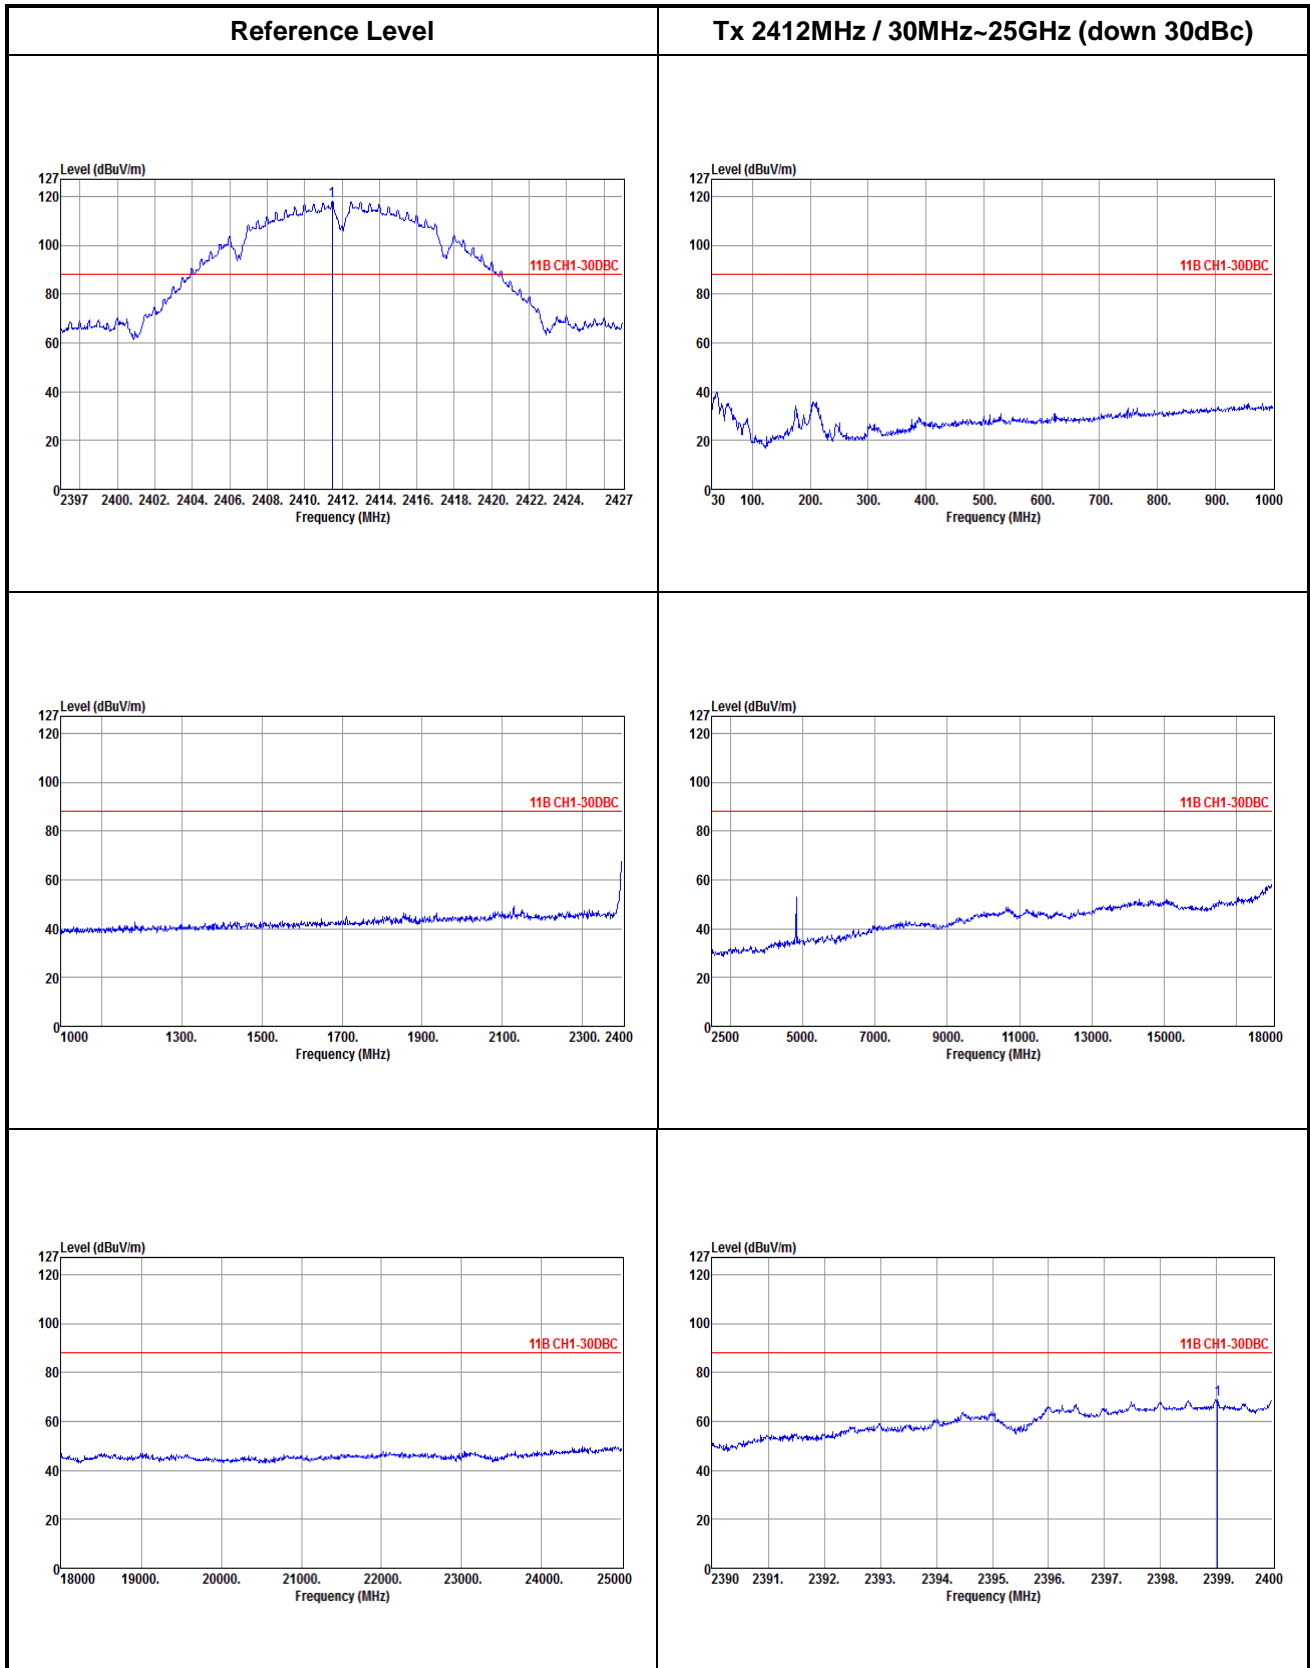 Reference Level
Tx 2412MHz / 30MHz~25GHz (down 30dBc)
Level (dBuV/m)
127
120
100
80
60
40
20
0
11B CH1-30DBC
1
2397 2400. 2402. 2404. 2406. 2408. 2410. 2412. 2414. 2416. 2418. 2420. 2422. 2424. 2427
Frequency (MHz)
Level (dBuV/m)
127
120
100
80
60
40
20
0
11B CH1-30DBC
30 100. 200. 300. 400. 500. 600. 700. 800. 900. 1000
Frequency (MHz)
Level (dBuV/m)
127
120
100
80
60
40
20
0
11B CH1-30DBC
1000 1300. 1500. 1700. 1900. 2100. 2300. 2400
Frequency (MHz)
Level (dBuV/m)
127
120
100
80
60
40
20
0
11B CH1-30DBC
2500 5000. 7000. 9000. 11000. 13000. 15000. 18000
Frequency (MHz)
Level (dBuV/m)
127
120
100
80
60
40
20
0
11B CH1-30DBC
18000 19000. 20000. 21000. 22000. 23000. 24000. 25000
Frequency (MHz)
Level (dBuV/m)
127
120
100
80
60
40
20
0
11B CH1-30DBC
1
2390 2391. 2392. 2393. 2394. 2395. 2396. 2397. 2398. 2399. 2400
Frequency (MHz)